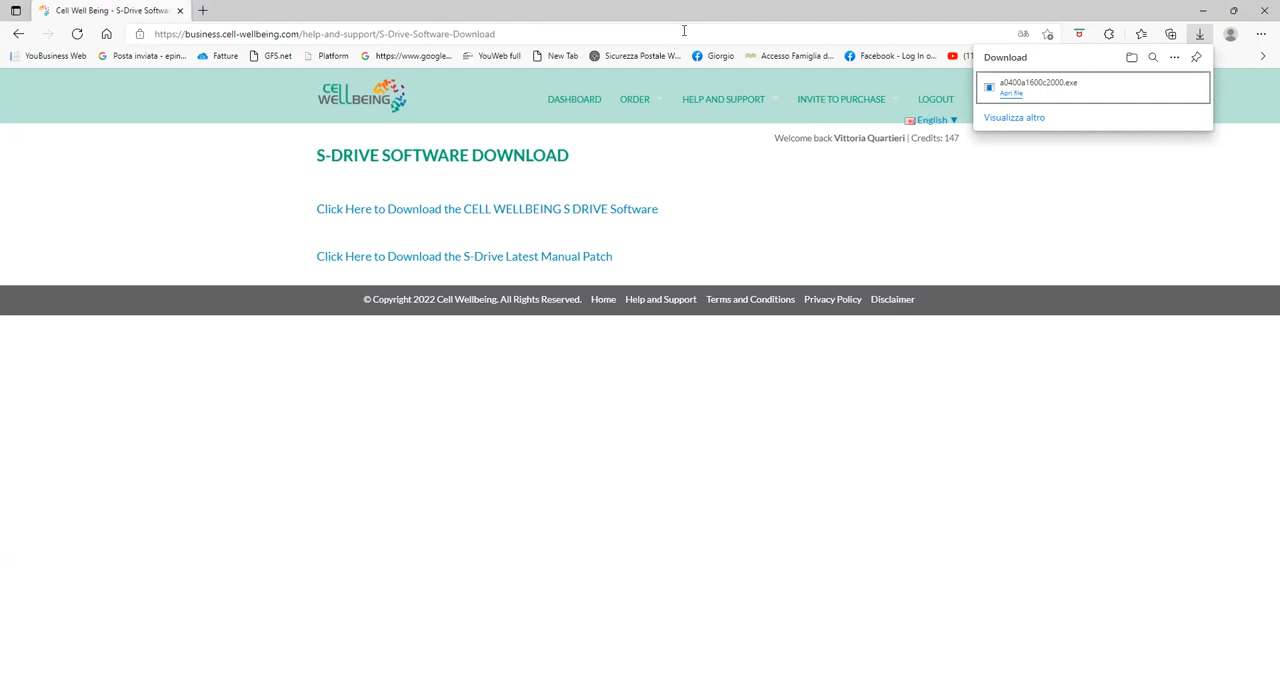 Cell Well Being - S-Drive Softwa
https://business.cell-wellbeing.com/help-and-support/S-Drive-Software-Download
YouBusiness Web
Posta inviata - epin...
Fatture
GFS.net
Platform
https://www.google...
YouWeb full
New Tab
Sicurezza Postale W...
Giorgio
Accesso Famiglia d...
Facebook - Log In o...
Download
a0400a1600c2000.exe
Apri file
Visualizza altro
CELL WELLBEING
DASHBOARD
ORDER
HELP AND SUPPORT
INVITE TO PURCHASE
LOGOUT
English ▼
Welcome back Vittoria Quartieri | Credits: 147
S-DRIVE SOFTWARE DOWNLOAD
Click Here to Download the CELL WELLBEING S DRIVE Software
Click Here to Download the S-Drive Latest Manual Patch
© Copyright 2022 Cell Wellbeing. All Rights Reserved. Home Help and Support Terms and Conditions Privacy Policy Disclaimer